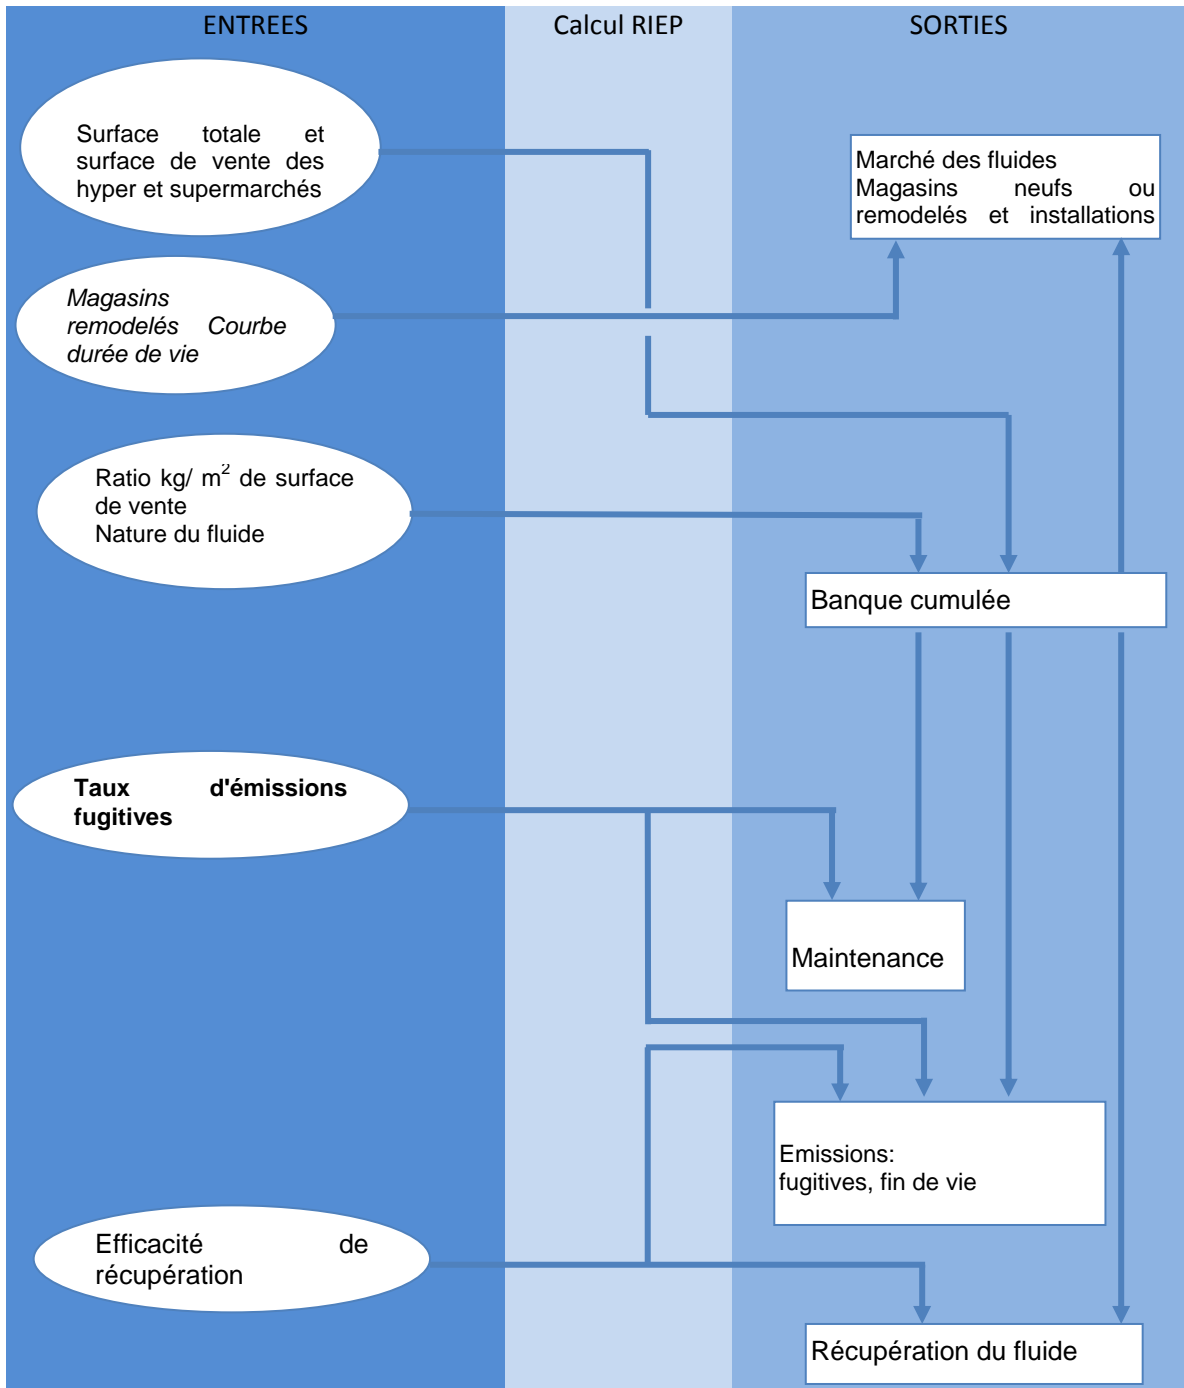 ENTREES
Calcul RIEP
SORTIES
Surface totale et
surface de vente des
hyper et supermarchés
Marché des fluides
Magasins neufs ou
remodelés et installations
Magasins
remodelés Courbe
durée de vie
Ratio kg/ m² de surface
de vente
Nature du fluide
Banque cumulée
Taux d'émissions
fugitives
Maintenance
Emissions:
fugitives, fin de vie
Efficacité de
récupération
Récupération du fluide